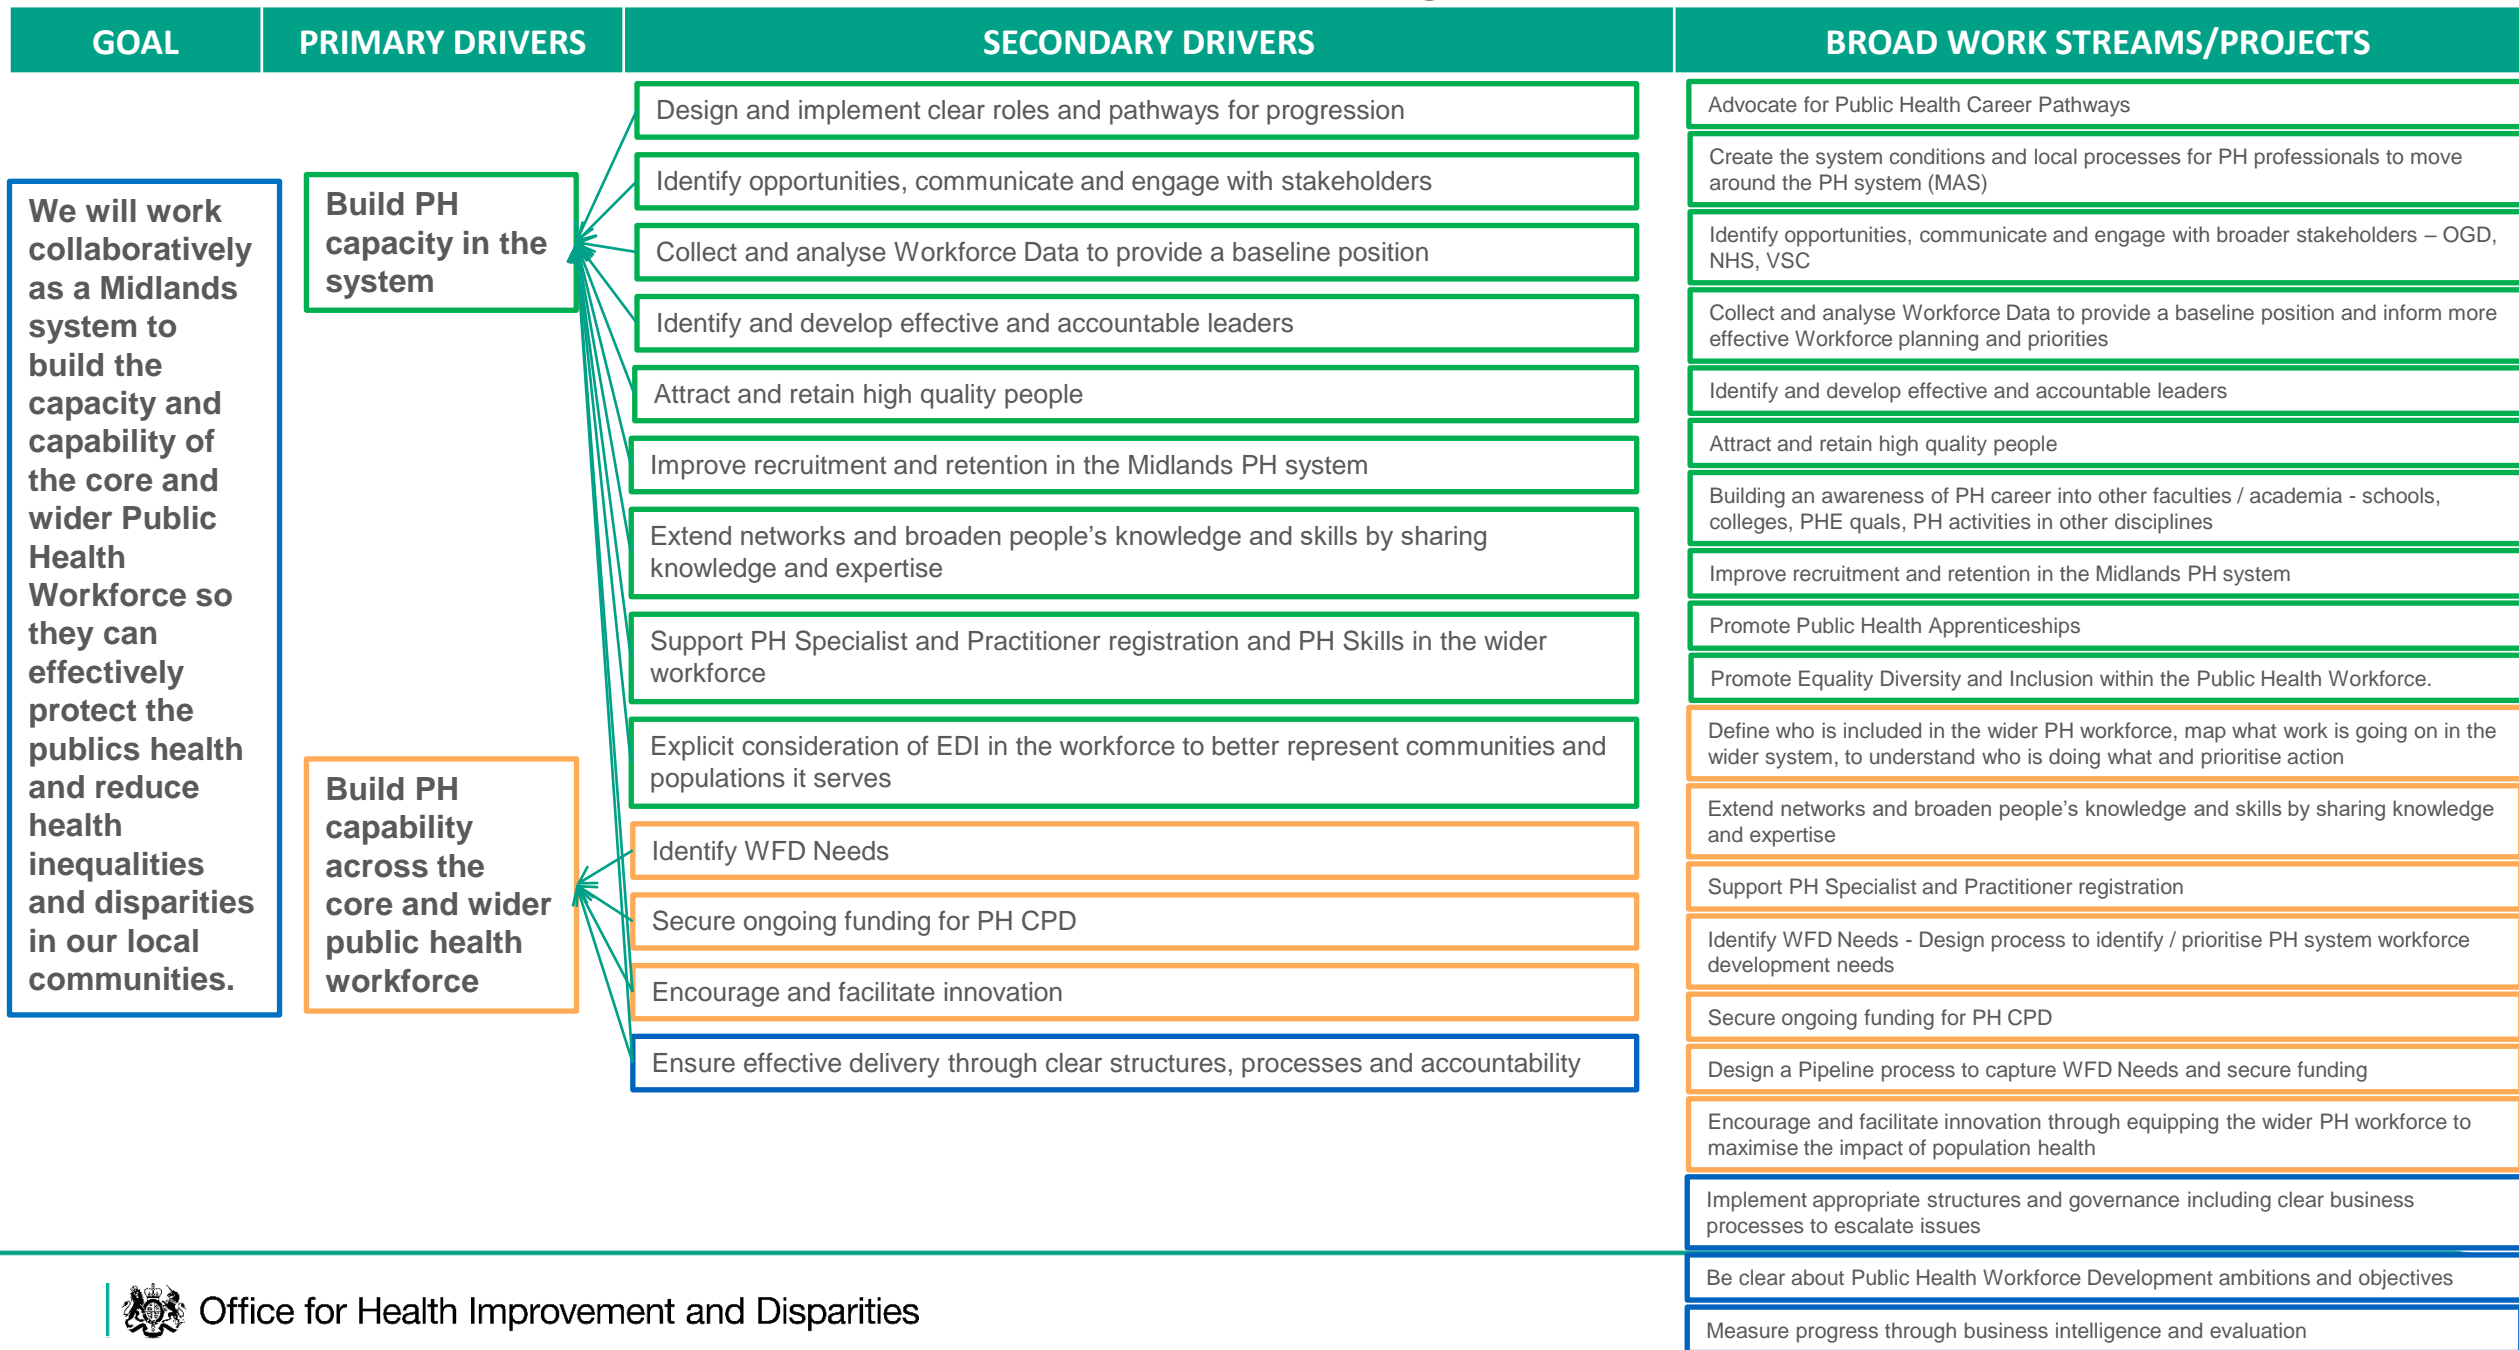 GOAL
PRIMARY DRIVERS
SECONDARY DRIVERS
BROAD WORK STREAMS/PROJECTS
We will work
collaboratively
as a Midlands
system to
build the
capacity and
capability of
the core and
wider Public
Health
Workforce so
they can
effectively
protect the
publics health
and reduce
health
inequalities
and disparities
in our local
communities.
Build PH
capacity in the
system
Build PH
capability
across the
core and wider
public health
workforce
Design and implement clear roles and pathways for progression
Identify opportunities, communicate and engage with stakeholders
Collect and analyse Workforce Data to provide a baseline position
Identify and develop effective and accountable leaders
Attract and retain high quality people
Improve recruitment and retention in the Midlands PH system
Extend networks and broaden people’s knowledge and skills by sharing
knowledge and expertise
Support PH Specialist and Practitioner registration and PH Skills in the wider
workforce
Explicit consideration of EDI in the workforce to better represent communities and
populations it serves
Identify WFD Needs
Secure ongoing funding for PH CPD
Encourage and facilitate innovation
Ensure effective delivery through clear structures, processes and accountability
Advocate for Public Health Career Pathways
Create the system conditions and local processes for PH professionals to move
around the PH system (MAS)
Identify opportunities, communicate and engage with broader stakeholders – OGD,
NHS, VSC
Collect and analyse Workforce Data to provide a baseline position and inform more
effective Workforce planning and priorities
Identify and develop effective and accountable leaders
Attract and retain high quality people
Building an awareness of PH career into other faculties / academia - schools,
colleges, PHE quals, PH activities in other disciplines
Improve recruitment and retention in the Midlands PH system
Promote Public Health Apprenticeships
Promote Equality Diversity and Inclusion within the Public Health Workforce.
Define who is included in the wider PH workforce, map what work is going on in the
wider system, to understand who is doing what and prioritise action
Extend networks and broaden people’s knowledge and skills by sharing knowledge
and expertise
Support PH Specialist and Practitioner registration
Identify WFD Needs - Design process to identify / prioritise PH system workforce
development needs
Secure ongoing funding for PH CPD
Design a Pipeline process to capture WFD Needs and secure funding
Encourage and facilitate innovation through equipping the wider PH workforce to
maximise the impact of population health
Implement appropriate structures and governance including clear business
processes to escalate issues
Be clear about Public Health Workforce Development ambitions and objectives
Measure progress through business intelligence and evaluation
Office for Health Improvement and Disparities